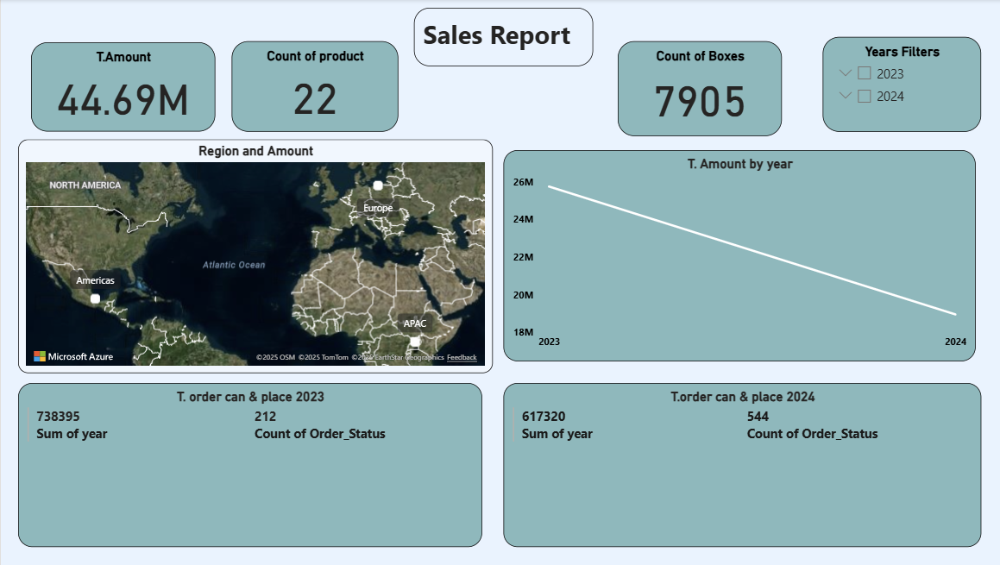 Sales Report
T.Amount
44.69M
Count of product
22
Count of Boxes
7905
Years Filters
2023
2024
Region and Amount
NORTH AMERICA
Europe
Atlantic Ocean
Americas
APAC
Microsoft Azure
©2025 OSM ©2025 TomTom ©2025 EarthStar Geographics Feedback
T. Amount by year
26M
24M
22M
20M
18M
2023
2024
T. order can & place 2023
738395
212
Sum of year
Count of Order_Status
T.order can & place 2024
617320
544
Sum of year
Count of Order_Status